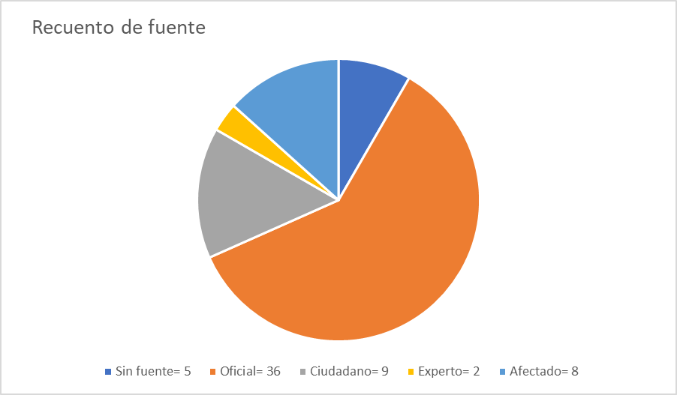 Recuento de fuente
Sin fuente= 5 Oficial= 36 Ciudadano= 9 Experto= 2 Afectado= 8